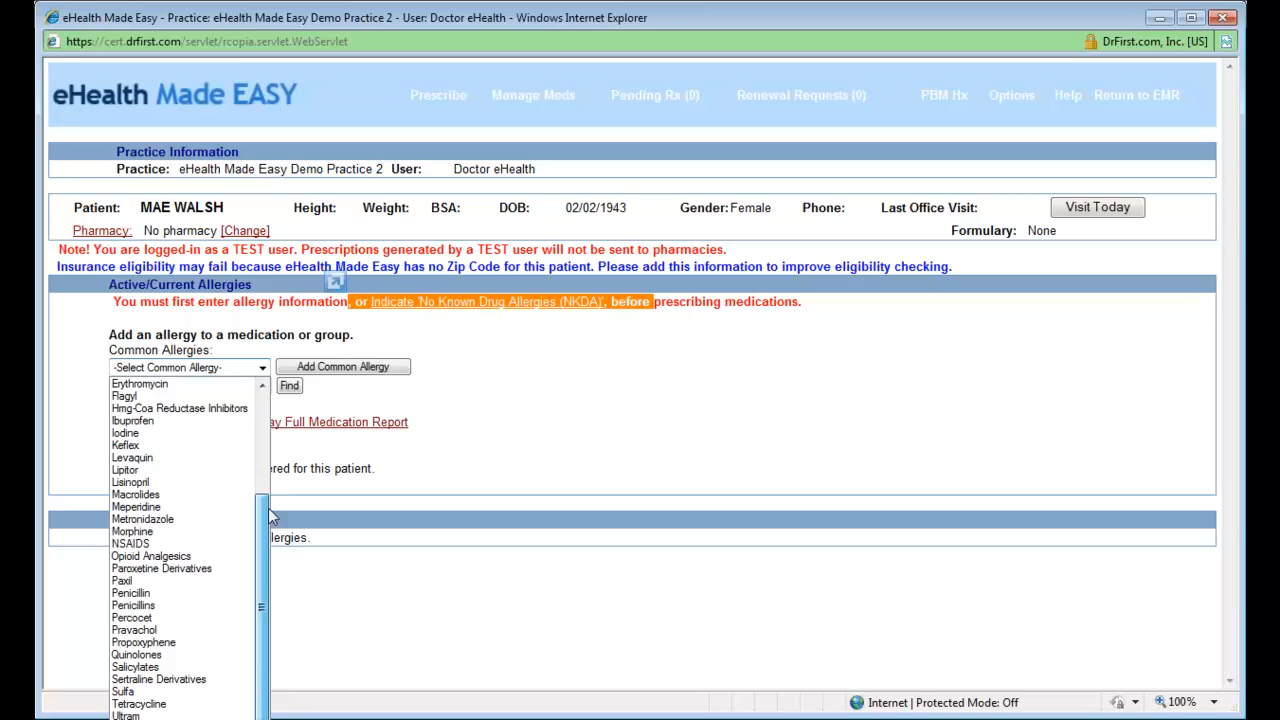 eHealth Made Easy - Practice: eHealth Made Easy Demo Practice 2 - User: Doctor eHealth - Windows Internet Explorer
https://cert.drfirst.com/servlet/rcopia.servlet.WebServlet
DrFirst.com, Inc. [US]
eHealth Made EASY
Prescribe Manage Meds Pending Rx (0) Renewal Requests (0) PBM Hx Options Help Return to EMR
Practice Information
Practice: eHealth Made Easy Demo Practice 2 User: Doctor eHealth
Patient: MAE WALSH Height: Weight: BSA: DOB: 02/02/1943 Gender: Female Phone: Last Office Visit: Visit Today
Pharmacy: No pharmacy [Change] Formulary: None
Note! You are logged-in as a TEST user. Prescriptions generated by a TEST user will not be sent to pharmacies.
Insurance eligibility may fail because eHealth Made Easy has no Zip Code for this patient. Please add this information to improve eligibility checking.
Active/Current Allergies
You must first enter allergy information, or Indicate 'No Known Drug Allergies (NKDA)', before prescribing medications.
Add an allergy to a medication or group.
Common Allergies:
-Select Common Allergy- Add Common Allergy
Erythromycin Find
Flagyl
Hmg-Coa Reductase Inhibitors
Ibuprofen ay Full Medication Report
Iodine
Keflex
Levaquin
Lipitor ered for this patient.
Lisinopril
Macrolides
Meperidine
Metronidazole
Morphine llergies.
NSAIDS
Opioid Analgesics
Paroxetine Derivatives
Paxil
Penicillin
Penicillins
Percocet
Pravachol
Propoxyphene
Quinolones
Salicylates
Sertraline Derivatives
Sulfa
Tetracycline
Ultram
Internet | Protected Mode: Off 100%